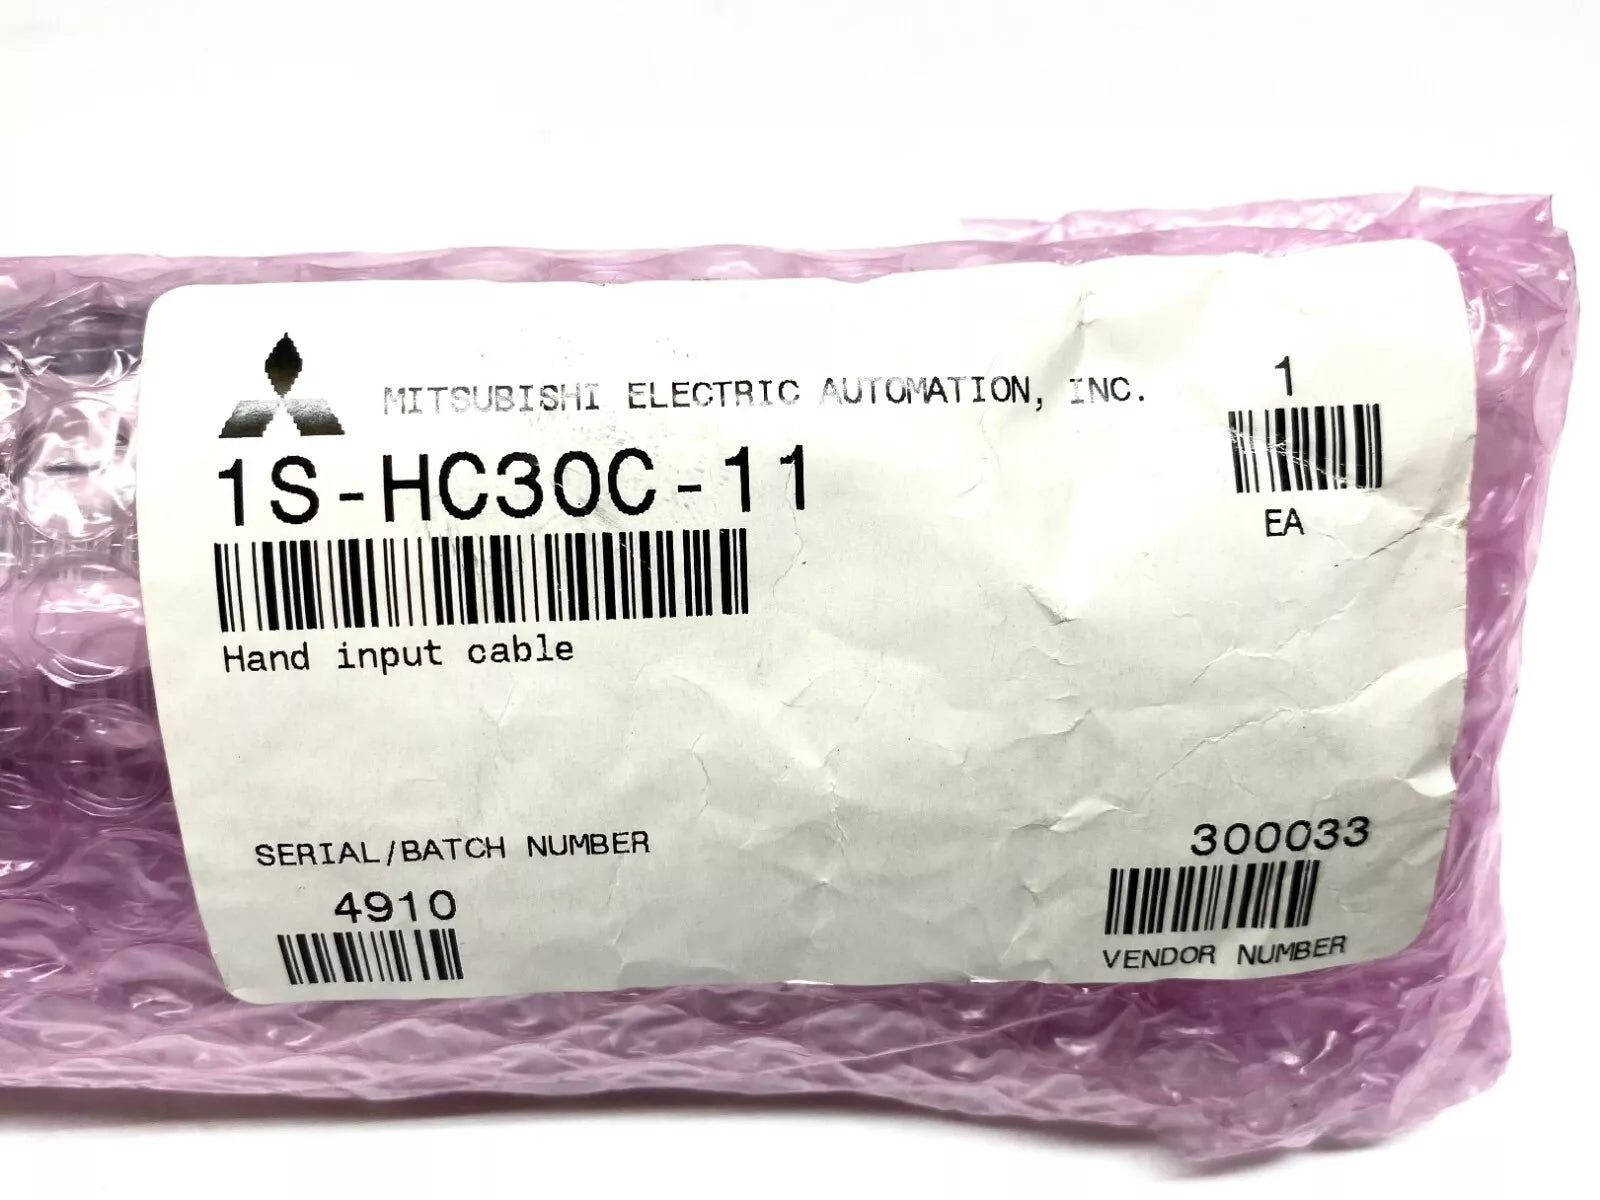 MITSUBISHI ELECTRIC AUTOMATION, INC.
1
1S-HC30C-11
EA
Hand input cable
SERIAL/BATCH NUMBER
4910
300033
VENDOR NUMBER